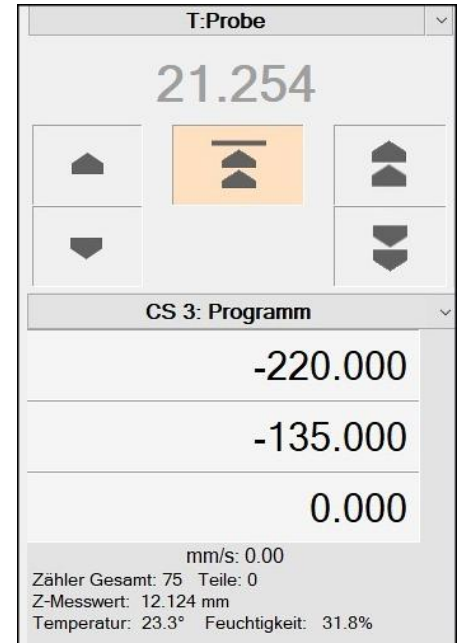 T:Probe
21.254
CS 3: Programm
-220.000
-135.000
0.000
mm/s: 0.00
Zähler Gesamt: 75 Teile: 0
Z-Messwert: 12.124 mm
Temperatur: 23.3° Feuchtigkeit: 31.8%